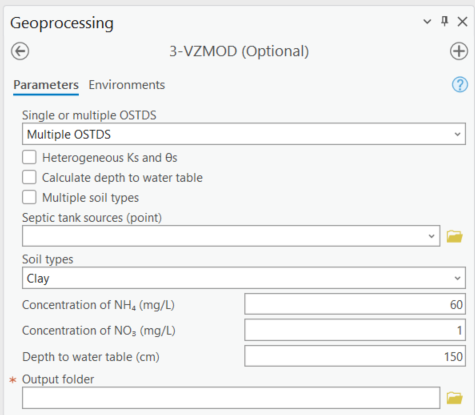 Geoprocessing
3-VZMOD (Optional)
Parameters Environments
Single or multiple OSTDS
Multiple OSTDS
Heterogeneous Ks and θs
Calculate depth to water table
Multiple soil types
Septic tank sources (point)
Soil types
Clay
Concentration of NH₄ (mg/L) 60
Concentration of NO₃ (mg/L) 1
Depth to water table (cm) 150
* Output folder